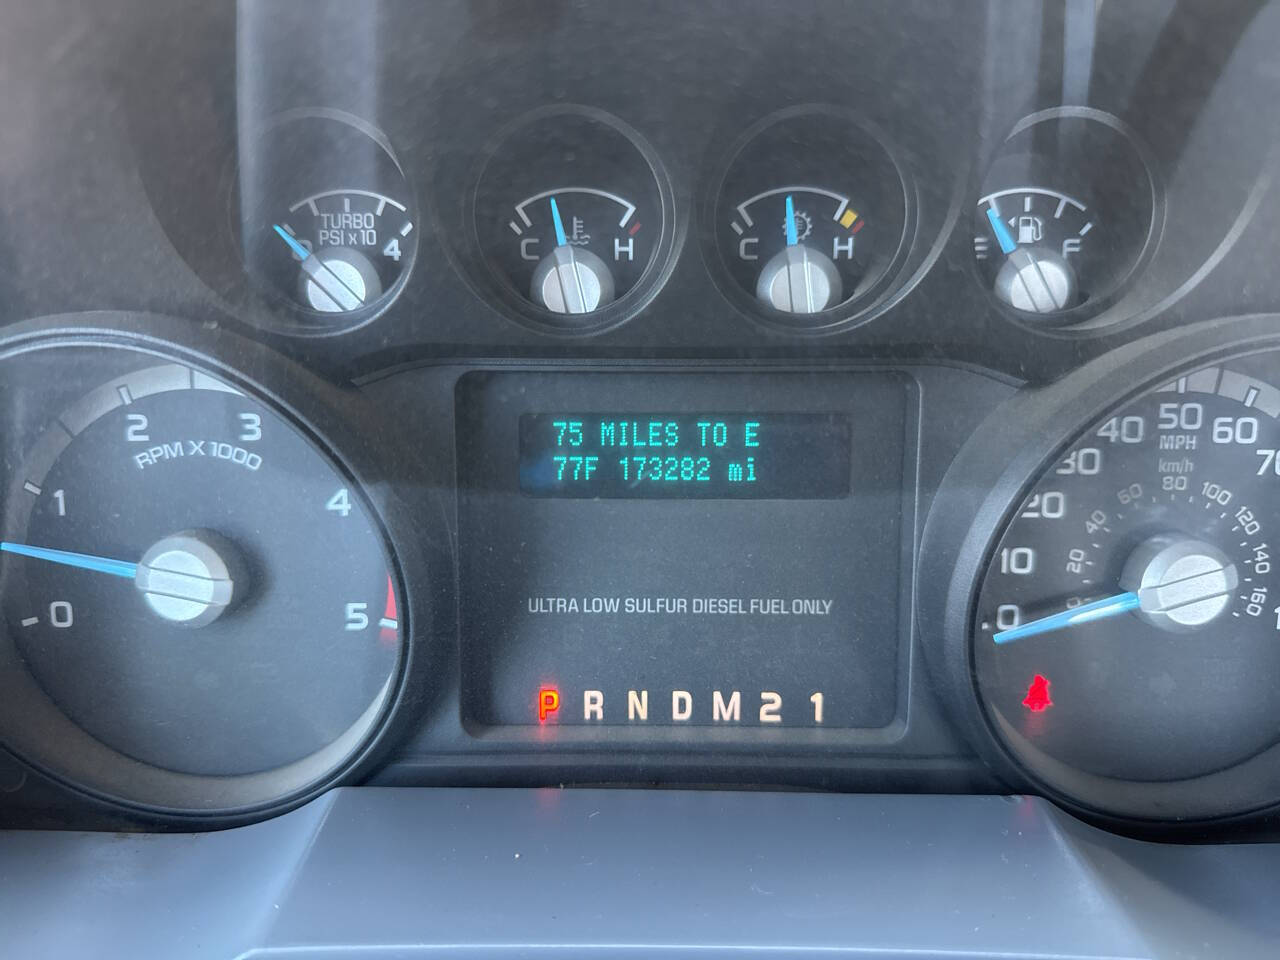 TURBO
PSI x 10
4
C H
C H
E F
0 1 2 3 4 5
RPM X 1000
75 MILES TO E
77F 173282 mi
ULTRA LOW SULFUR DIESEL FUEL ONLY
P R N D M 2 1
0 10 20 30 40 50 60
MPH
km/h
20 40 60 80 100 120 140 160